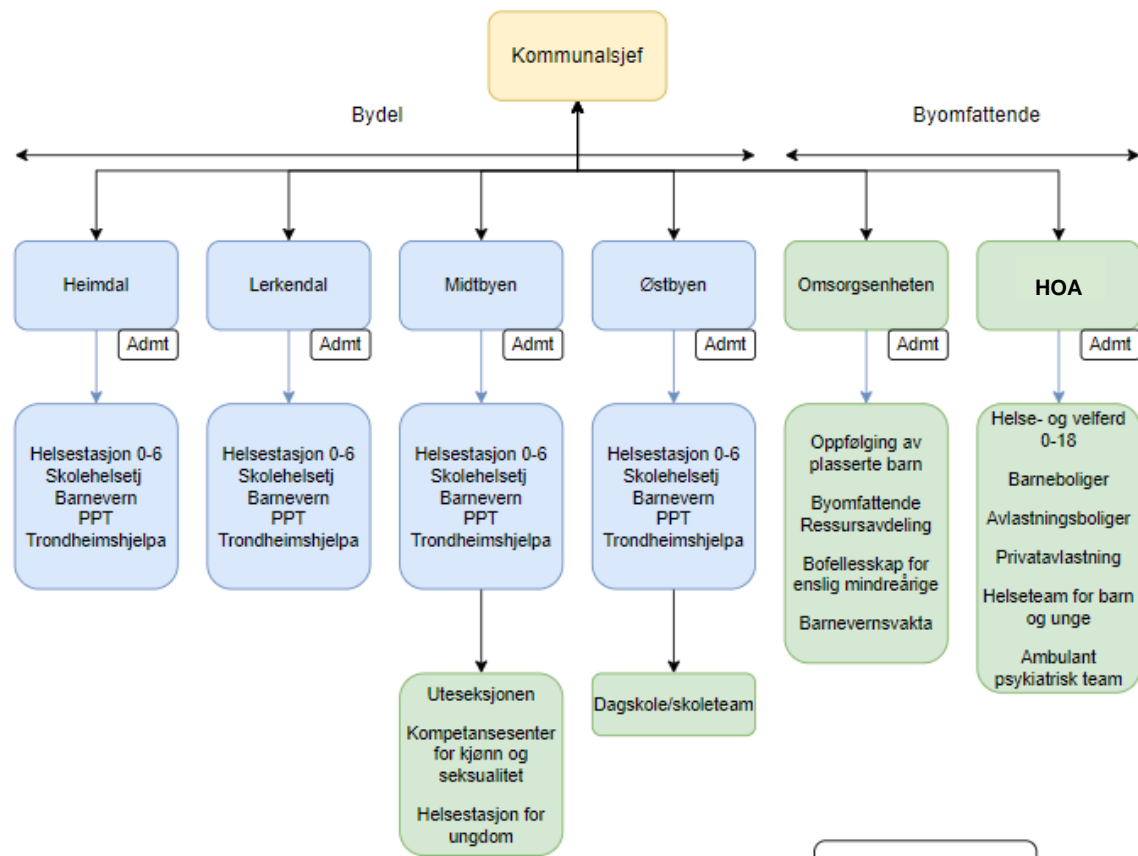 Kommunalsjef
Bydel
Byomfattende
Heimdal
Admt
Lerkendal
Admt
Midtbyen
Admt
Østbyen
Admt
Omsorgsenheten
Admt
HOA
Admt
Helsestasjon 0-6
Skolehelsetj
Barnevern
PPT
Trondheimshjelpa
Helsestasjon 0-6
Skolehelsetj
Barnevern
PPT
Trondheimshjelpa
Helsestasjon 0-6
Skolehelsetj
Barnevern
PPT
Trondheimshjelpa
Helsestasjon 0-6
Skolehelsetj
Barnevern
PPT
Trondheimshjelpa
Oppfølging av
plasserte barn
Byomfattende
Ressursavdeling
Bofellesskap for
enslig mindreårige
Barnevernsvakta
Helse- og velferd
0-18
Barneboliger
Avlastningsboliger
Privatavlastning
Helseteam for barn
og unge
Ambulant
psykiatrisk team
Uteseksjonen
Kompetansesenter
for kjønn og
seksualitet
Helsestasjon for
ungdom
Dagskole/skoleteam